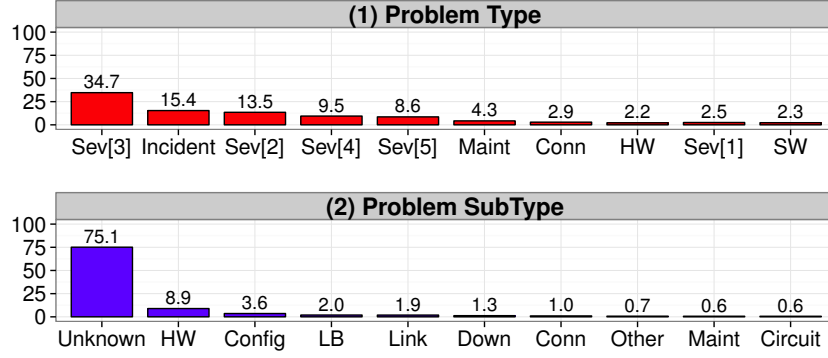 (1) Problem Type
100
75
50
25
0
34.7 15.4 13.5 9.5 8.6 4.3 2.9 2.2 2.5 2.3
Sev[3] Incident Sev[2] Sev[4] Sev[5] Maint Conn HW Sev[1] SW
(2) Problem SubType
100
75
50
25
0
75.1 8.9 3.6 2.0 1.9 1.3 1.0 0.7 0.6 0.6
Unknown HW Config LB Link Down Conn Other Maint Circuit